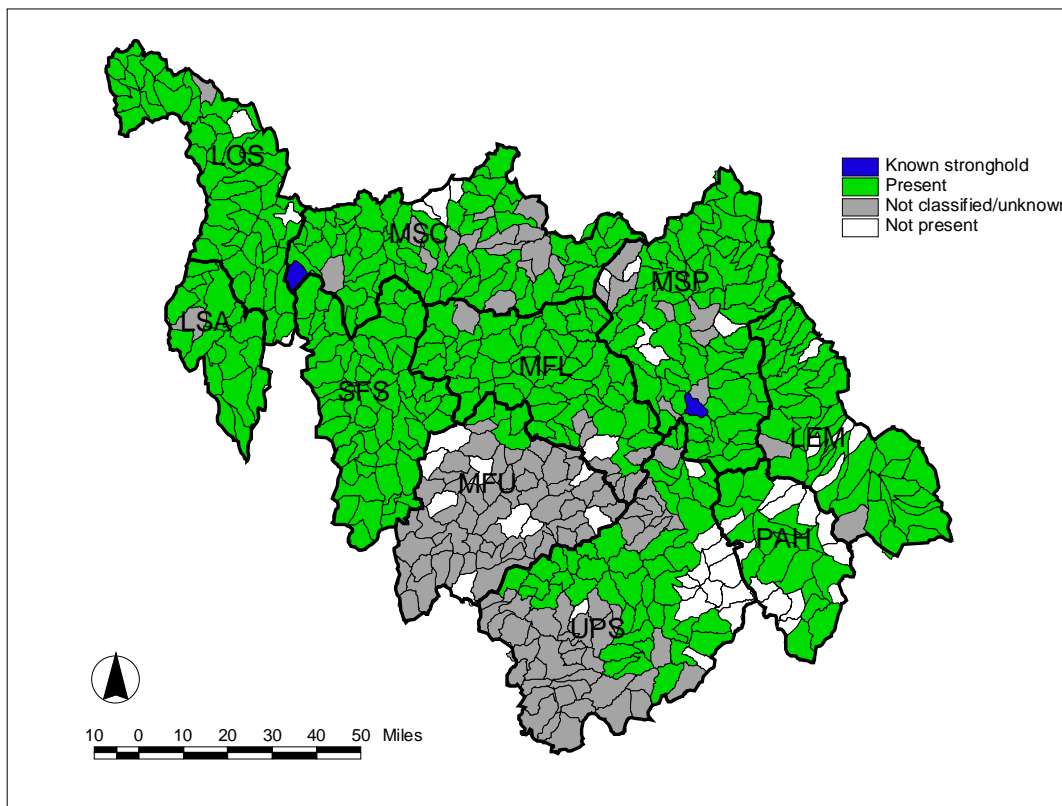 LOS
Known stronghold
Present
Not classified/unknown
Not present
MSC
MSP
LSA
MFL
SFS
LEM
MFU
PAH
UPS
10 0 10 20 30 40 50 Miles